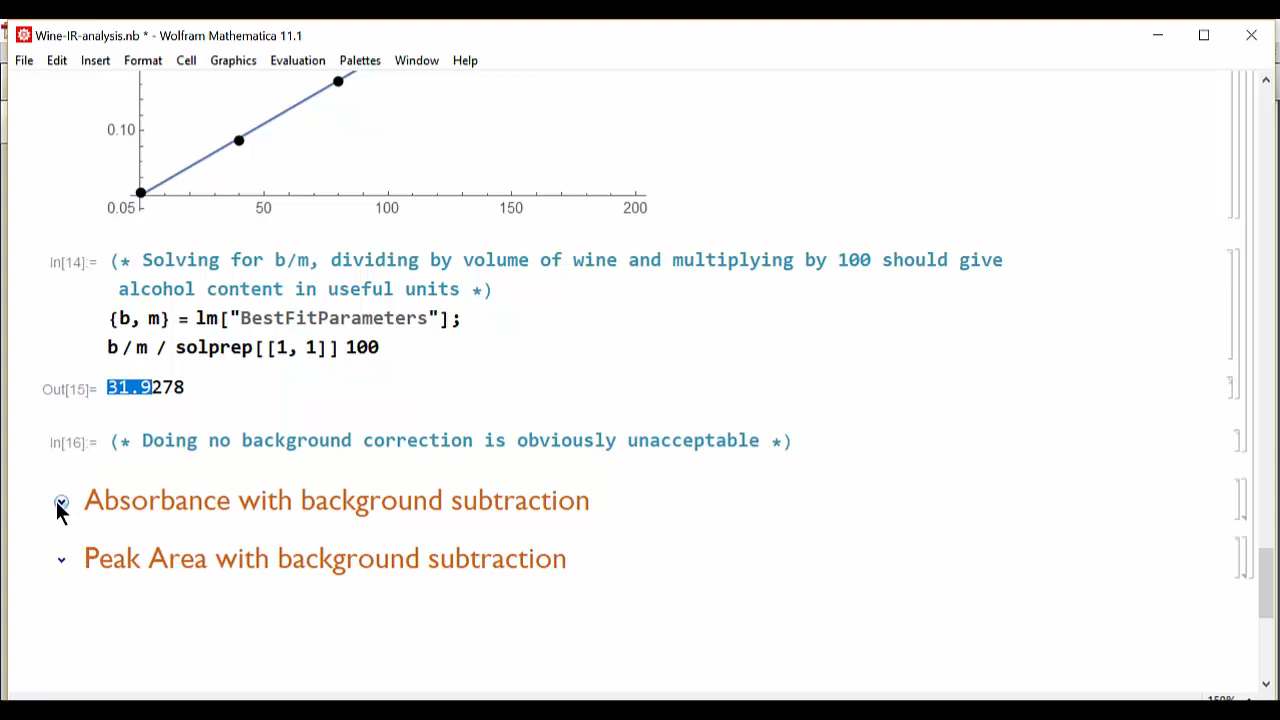 Wine-IR-analysis.nb * - Wolfram Mathematica 11.1
File Edit Insert Format Cell Graphics Evaluation Palettes Window Help
0.10
0.05
50 100 150 200
In[14]:= (* Solving for b/m, dividing by volume of wine and multiplying by 100 should give
alcohol content in useful units *)
{b, m} = lm["BestFitParameters"];
b / m / solprep[[1, 1]] 100
Out[15]= 31.9278
In[16]:= (* Doing no background correction is obviously unacceptable *)
Absorbance with background subtraction
Peak Area with background subtraction